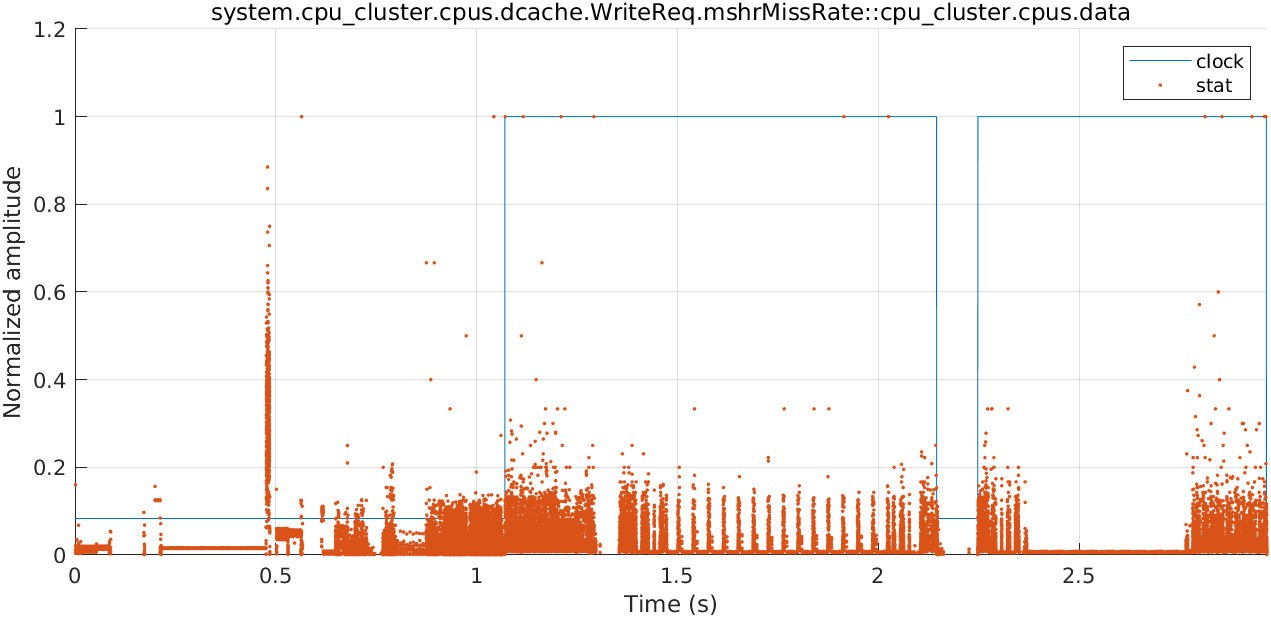 system.cpu_cluster.cpus.dcache.WriteReq.mshrMissRate::cpu_cluster.cpus.data
1.2
1
0.8
0.6
0.4
0.2
0
Normalized amplitude
clock
stat
0 0.5 1 1.5 2 2.5
Time (s)